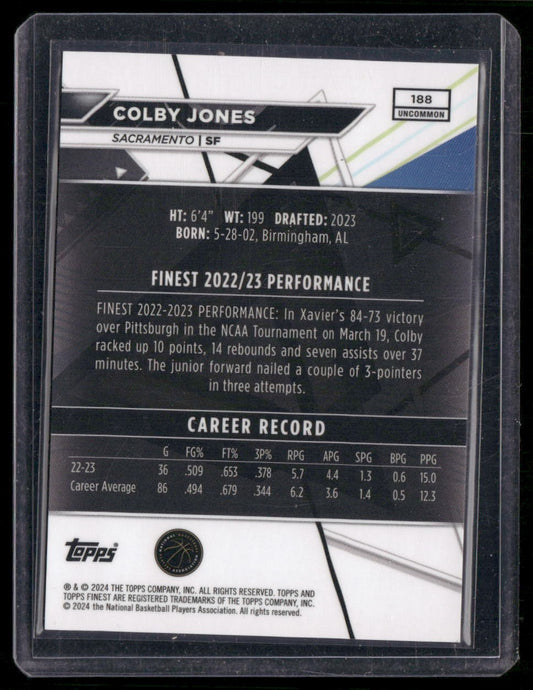 COLBY JONES
SACRAMENTO | SF
188
UNCOMMON
HT: 6'4" WT: 199 DRAFTED: 2023
BORN: 5-28-02, Birmingham, AL
FINEST 2022/23 PERFORMANCE
FINEST 2022-2023 PERFORMANCE: In Xavier's 84-73 victory
over Pittsburgh in the NCAA Tournament on March 19, Colby
racked up 10 points, 14 rebounds and seven assists over 37
minutes. The junior forward nailed a couple of 3-pointers
in three attempts.
CAREER RECORD
G FG% FT% 3P% RPG APG SPG BPG PPG
22-23 36 .509 .653 .378 5.7 4.4 1.3 0.6 15.0
Career Average 86 .494 .679 .344 6.2 3.6 1.4 0.5 12.3
topps
® & © 2024 THE TOPPS COMPANY, INC. ALL RIGHTS RESERVED. TOPPS AND
TOPPS FINEST ARE REGISTERED TRADEMARKS OF THE TOPPS COMPANY, INC.
© 2024 the National Basketball Players Association. All rights reserved.